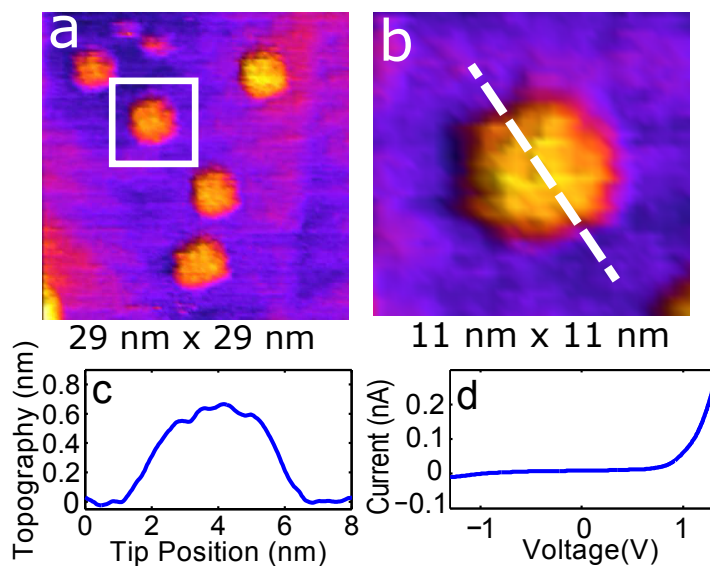 a
b
29 nm x 29 nm
11 nm x 11 nm
c
Topography (nm)
0.8
0.6
0.4
0.2
0
0 2 4 6 8
Tip Position (nm)
d
Current (nA)
0.2
0.1
0
−0.1
−1 0 1
Voltage(V)